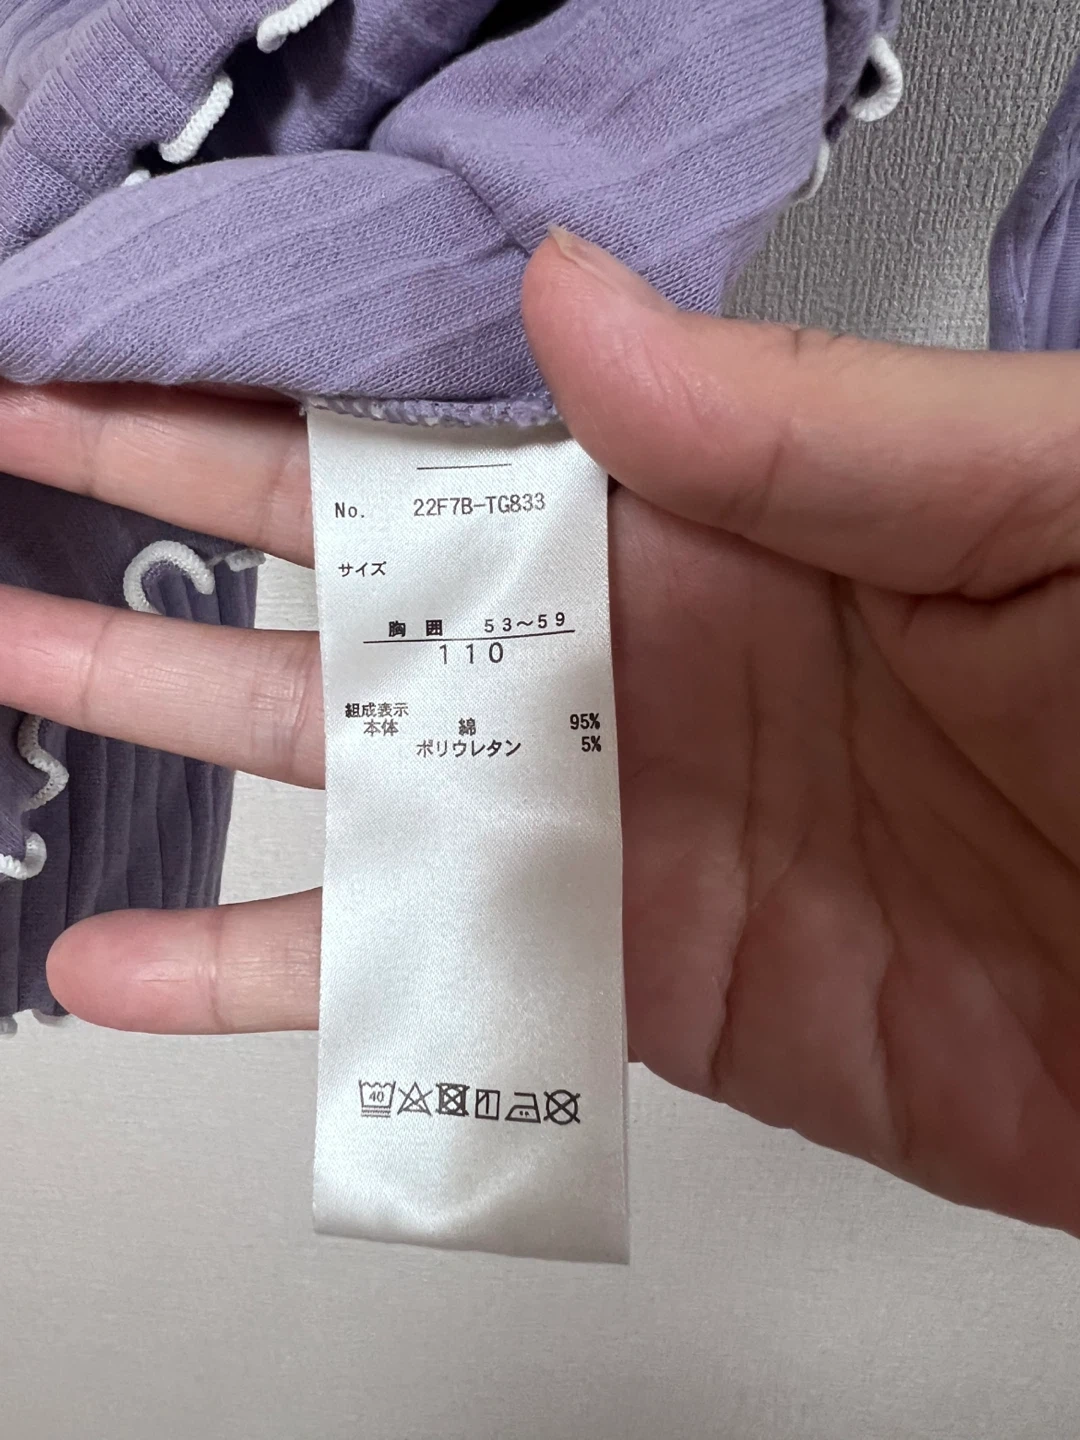 No. 22F7B-TG833
サイズ
胸囲 53～59
110
組成表示
本体 綿 95%
ポリウレタン 5%
40